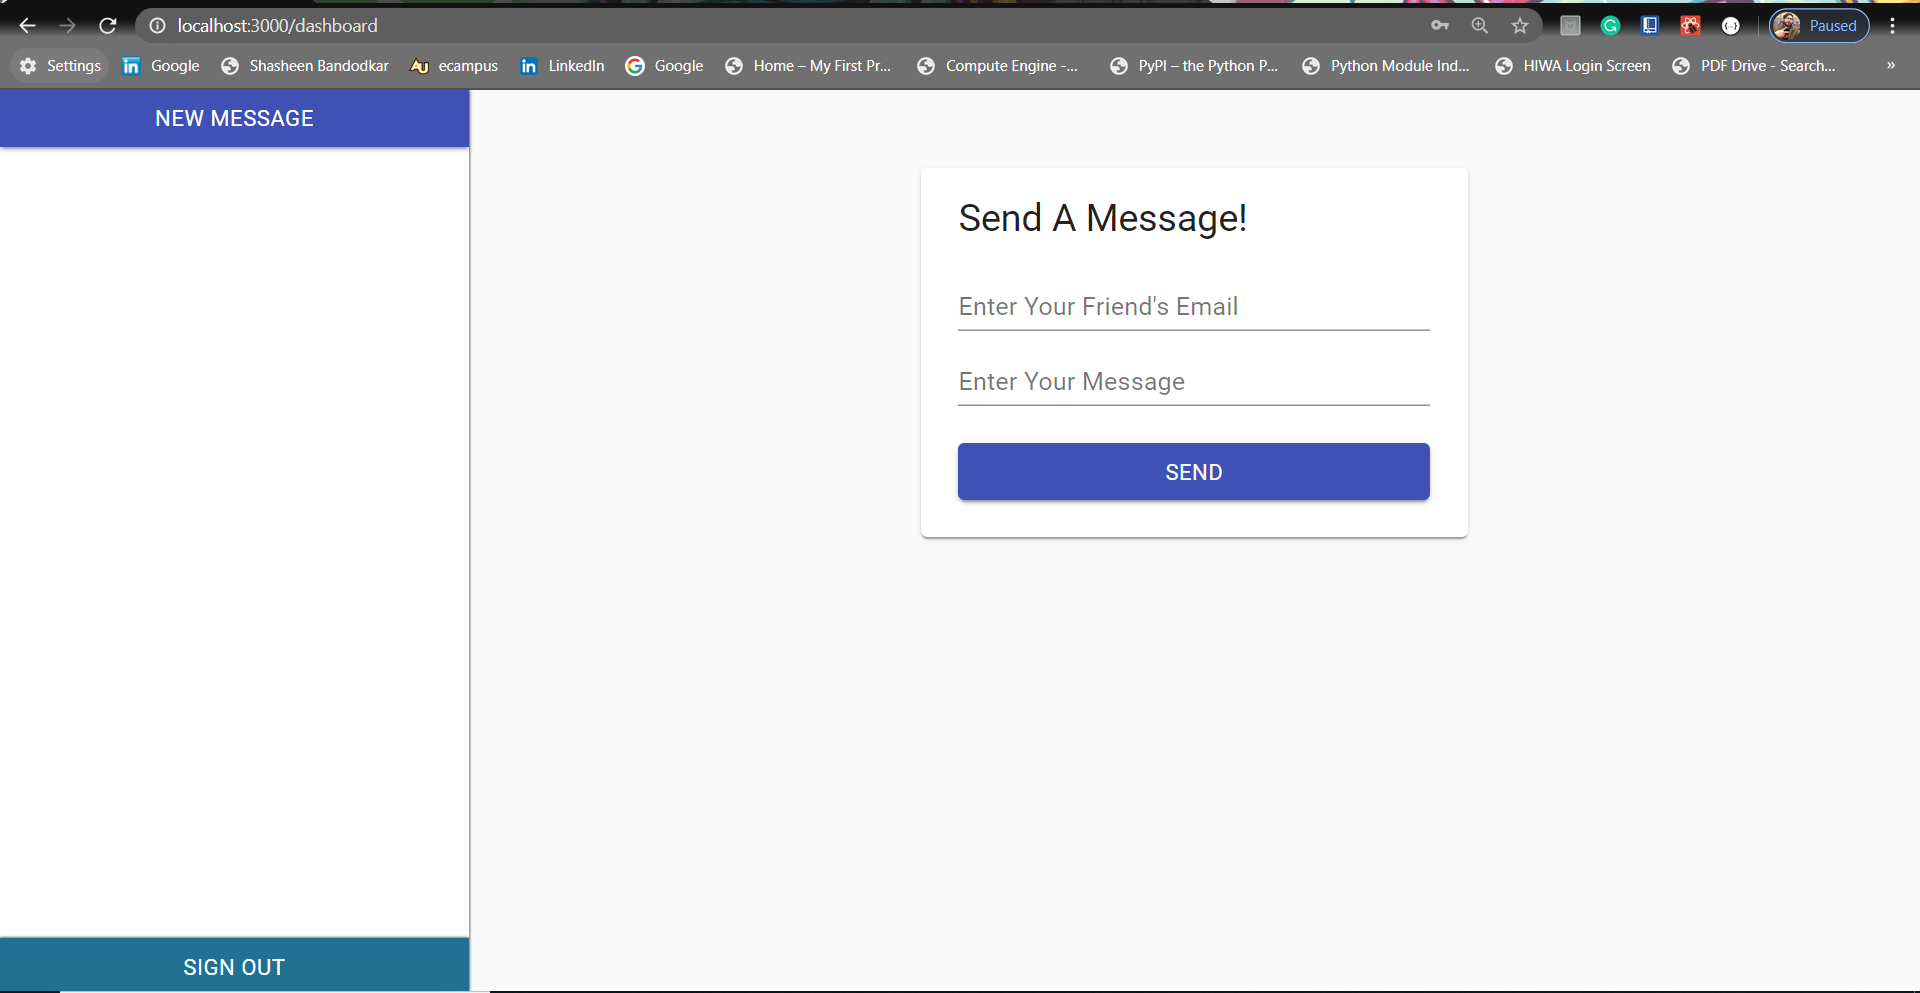 localhost:3000/dashboard
Paused
Settings
Google
Shasheen Bandodkar
ecampus
LinkedIn
Google
Home – My First Pr...
Compute Engine -...
PyPI – the Python P...
Python Module Ind...
HIWA Login Screen
PDF Drive - Search...
»
NEW MESSAGE
Send A Message!
Enter Your Friend's Email
Enter Your Message
SEND
SIGN OUT